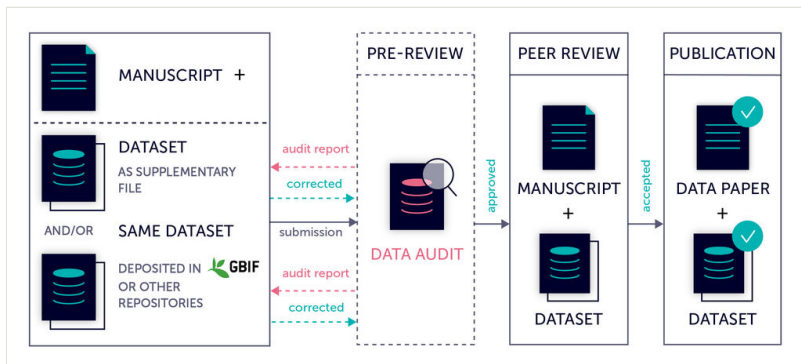 MANUSCRIPT +
DATASET
AS SUPPLEMENTARY
FILE
AND/OR
SAME DATASET
DEPOSITED IN GBIF
OR OTHER
REPOSITORIES
audit report
corrected
submission
audit report
corrected
PRE-REVIEW
DATA AUDIT
approved
PEER REVIEW
MANUSCRIPT
+
DATASET
accepted
PUBLICATION
DATA PAPER
+
DATASET